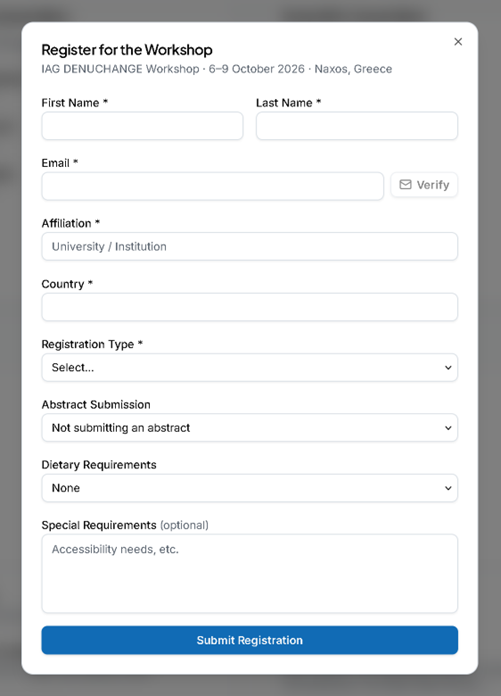 Register for the Workshop
IAG DENUCHANGE Workshop · 6–9 October 2026 · Naxos, Greece
First Name *
Last Name *
Email *
Verify
Affiliation *
University / Institution
Country *
Registration Type *
Select...
Abstract Submission
Not submitting an abstract
Dietary Requirements
None
Special Requirements (optional)
Accessibility needs, etc.
Submit Registration